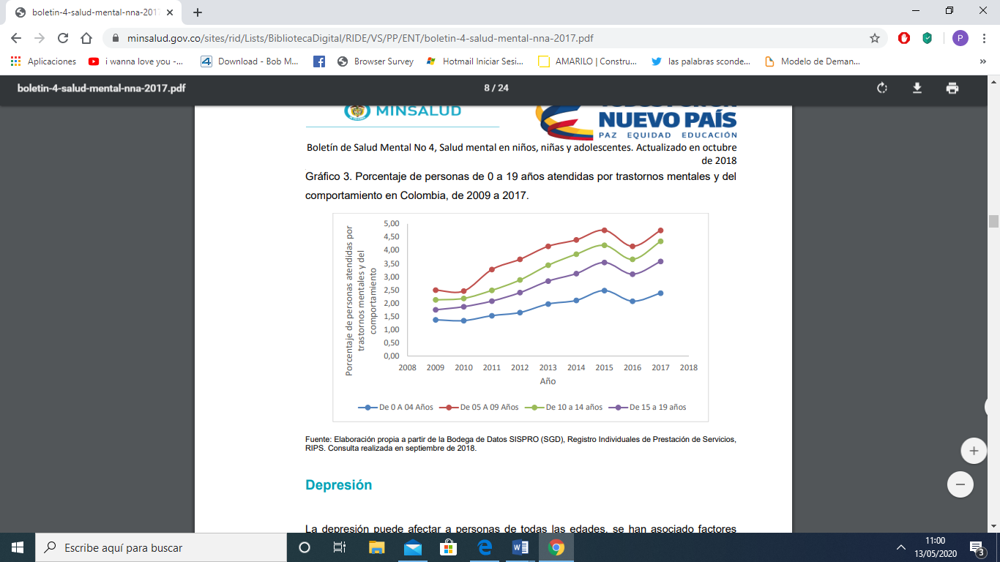 boletin-4-salud-mental-nna-2017
minsalud.gov.co/sites/rid/Lists/BibliotecaDigital/RIDE/VS/PP/ENT/boletin-4-salud-mental-nna-2017.pdf
P
Aplicaciones
i wanna love you -...
Download - Bob M...
Browser Survey
Hotmail Iniciar Sesi...
AMARILO | Constru...
las palabras sconde...
Modelo de Deman...
»
boletin-4-salud-mental-nna-2017.pdf
8 / 24
MINSALUD
NUEVO PAÍS
PAZ EQUIDAD EDUCACIÓN
Boletín de Salud Mental No 4, Salud mental en niños, niñas y adolescentes. Actualizado en octubre
de 2018
Gráfico 3. Porcentaje de personas de 0 a 19 años atendidas por trastornos mentales y del
comportamiento en Colombia, de 2009 a 2017.
Porcentaje de personas atendidas por
trastornos mentales y del
comportamiento
5,00
4,50
4,00
3,50
3,00
2,50
2,00
1,50
1,00
0,50
0,00
2008 2009 2010 2011 2012 2013 2014 2015 2016 2017 2018
Año
De 0 A 04 Años De 05 A 09 Años De 10 a 14 años De 15 a 19 años
Fuente: Elaboración propia a partir de la Bodega de Datos SISPRO (SGD), Registro Individuales de Prestación de Servicios,
RIPS. Consulta realizada en septiembre de 2018.
Depresión
La depresión puede afectar a personas de todas las edades, se han asociado factores
Escribe aquí para buscar
11:00
13/05/2020
3